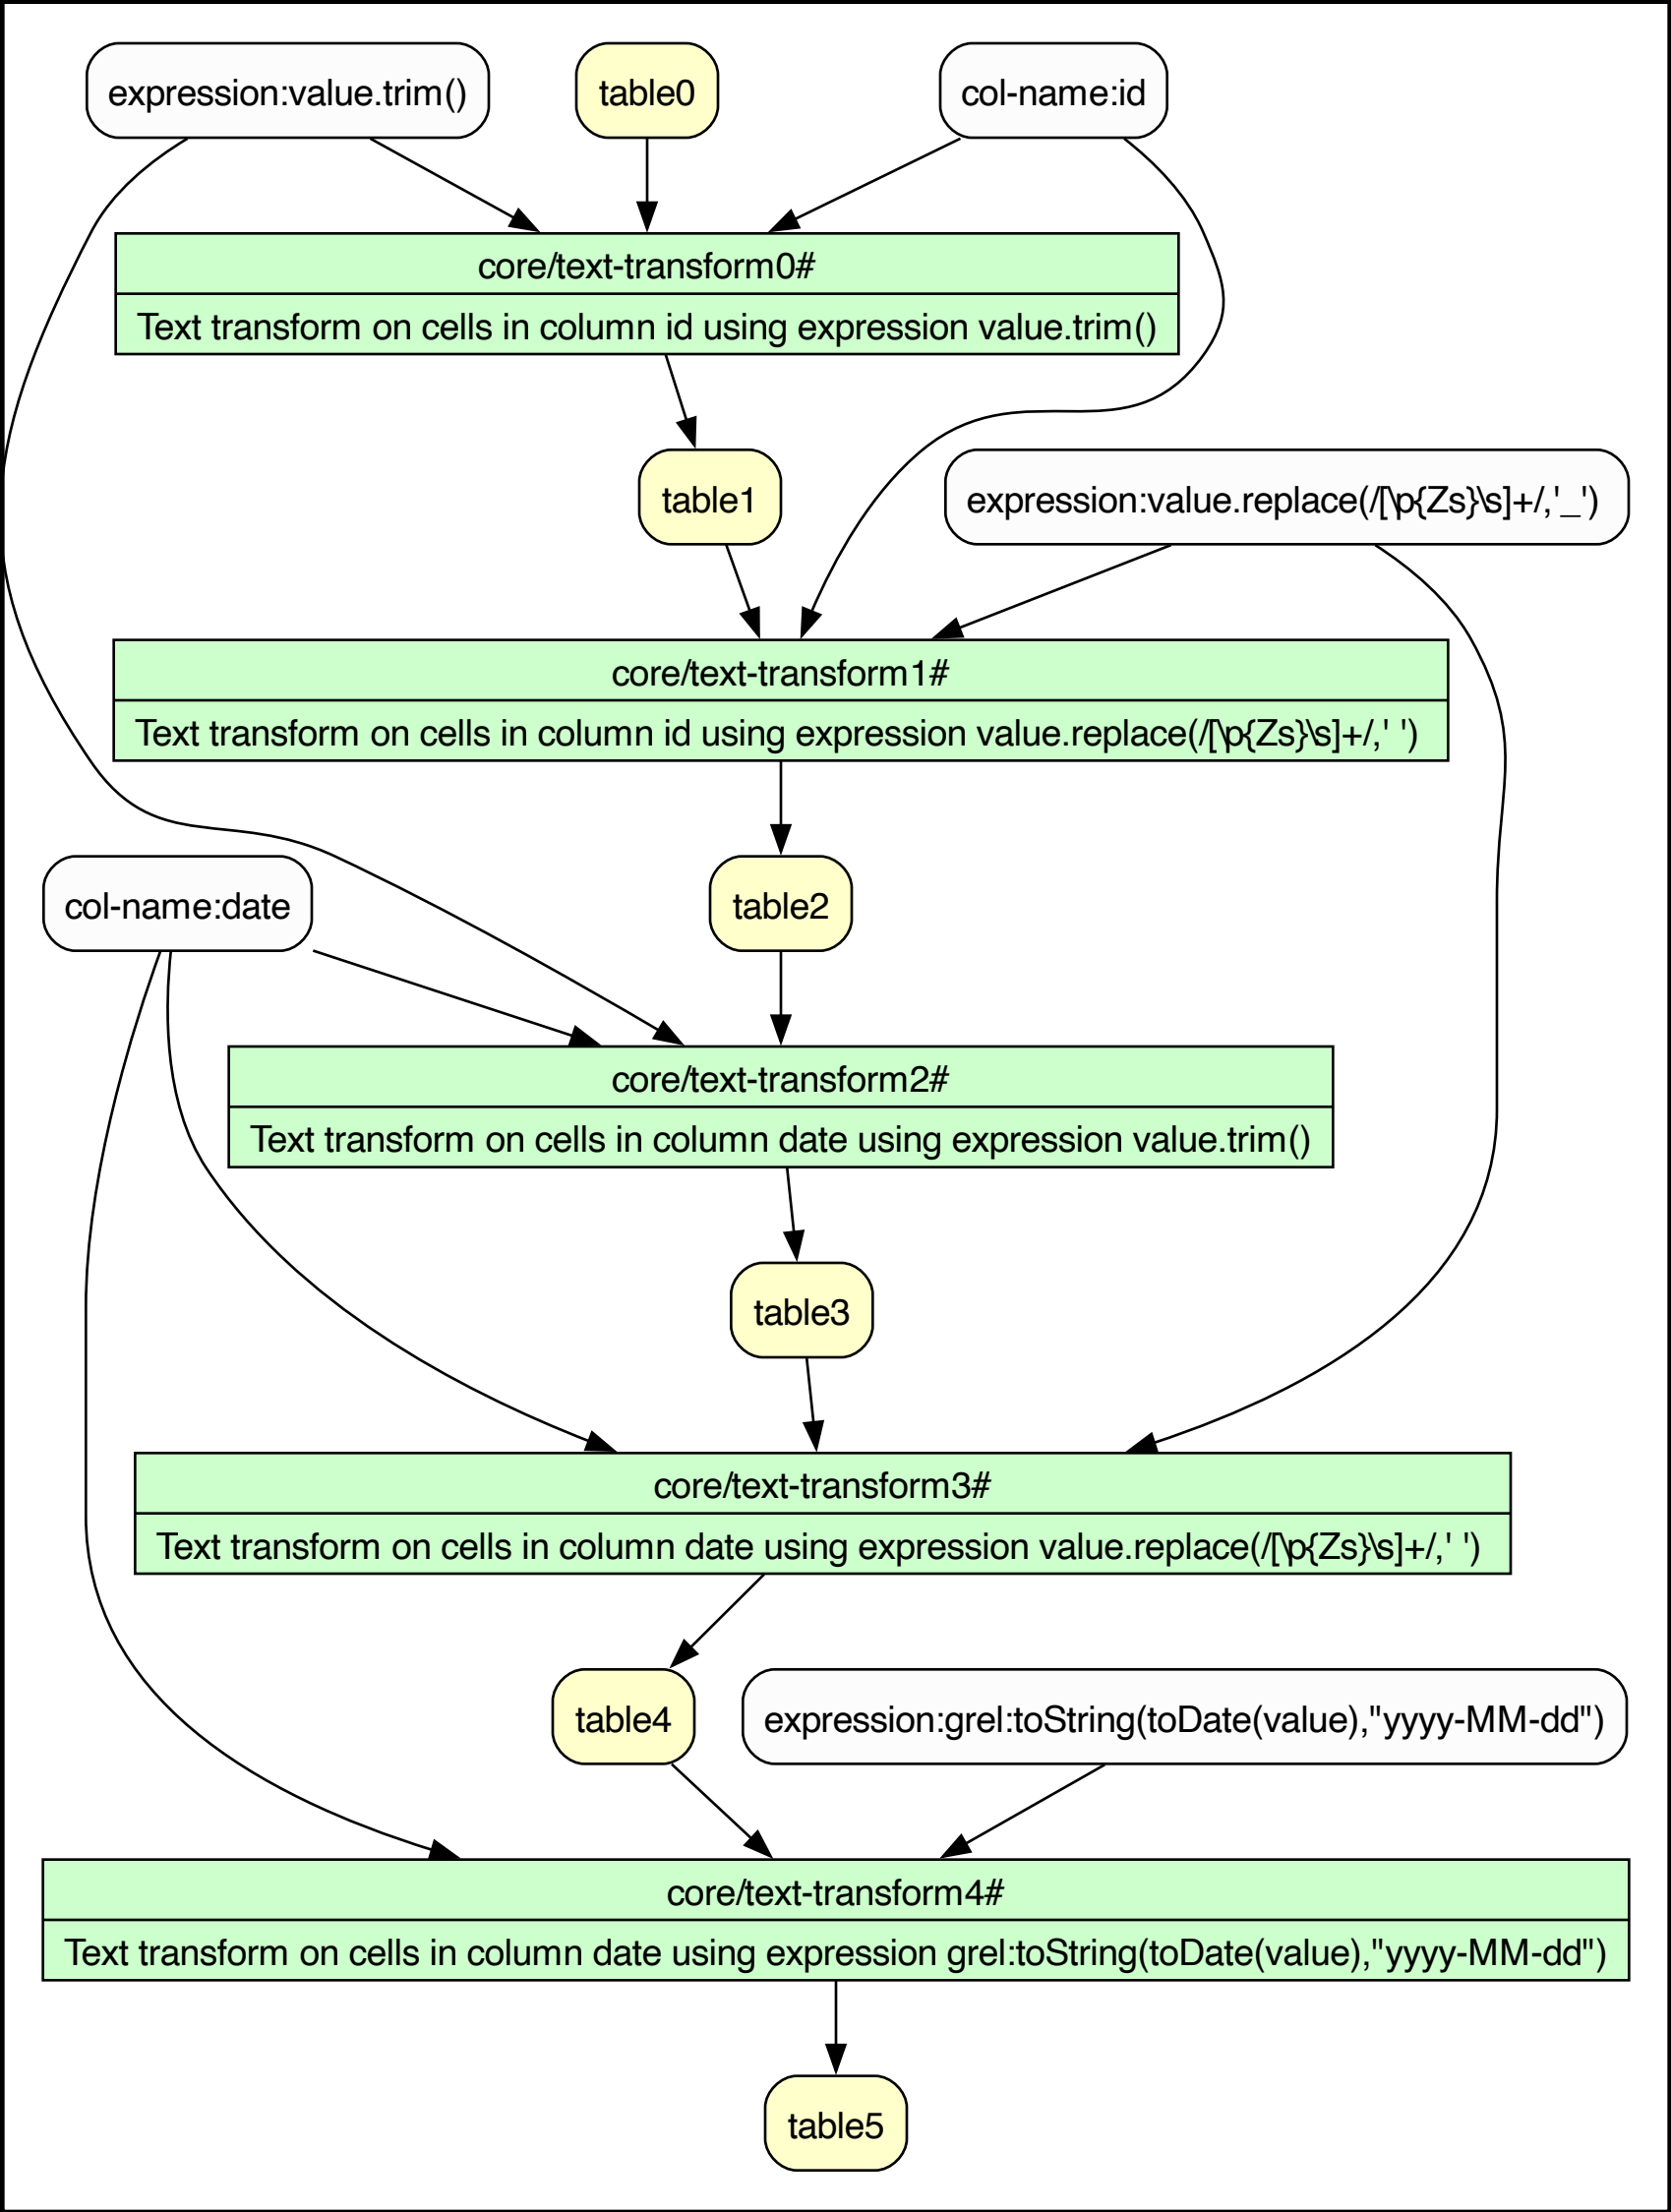 expression:value.trim()
table0
col-name:id
core/text-transform0#
Text transform on cells in column id using expression value.trim()
table1
expression:value.replace(/[\p{Zs}\s]+/,'_')
core/text-transform1#
Text transform on cells in column id using expression value.replace(/[\p{Zs}\s]+/,' ')
col-name:date
table2
core/text-transform2#
Text transform on cells in column date using expression value.trim()
table3
core/text-transform3#
Text transform on cells in column date using expression value.replace(/[\p{Zs}\s]+/,' ')
table4
expression:grel:toString(toDate(value),"yyyy-MM-dd")
core/text-transform4#
Text transform on cells in column date using expression grel:toString(toDate(value),"yyyy-MM-dd")
table5